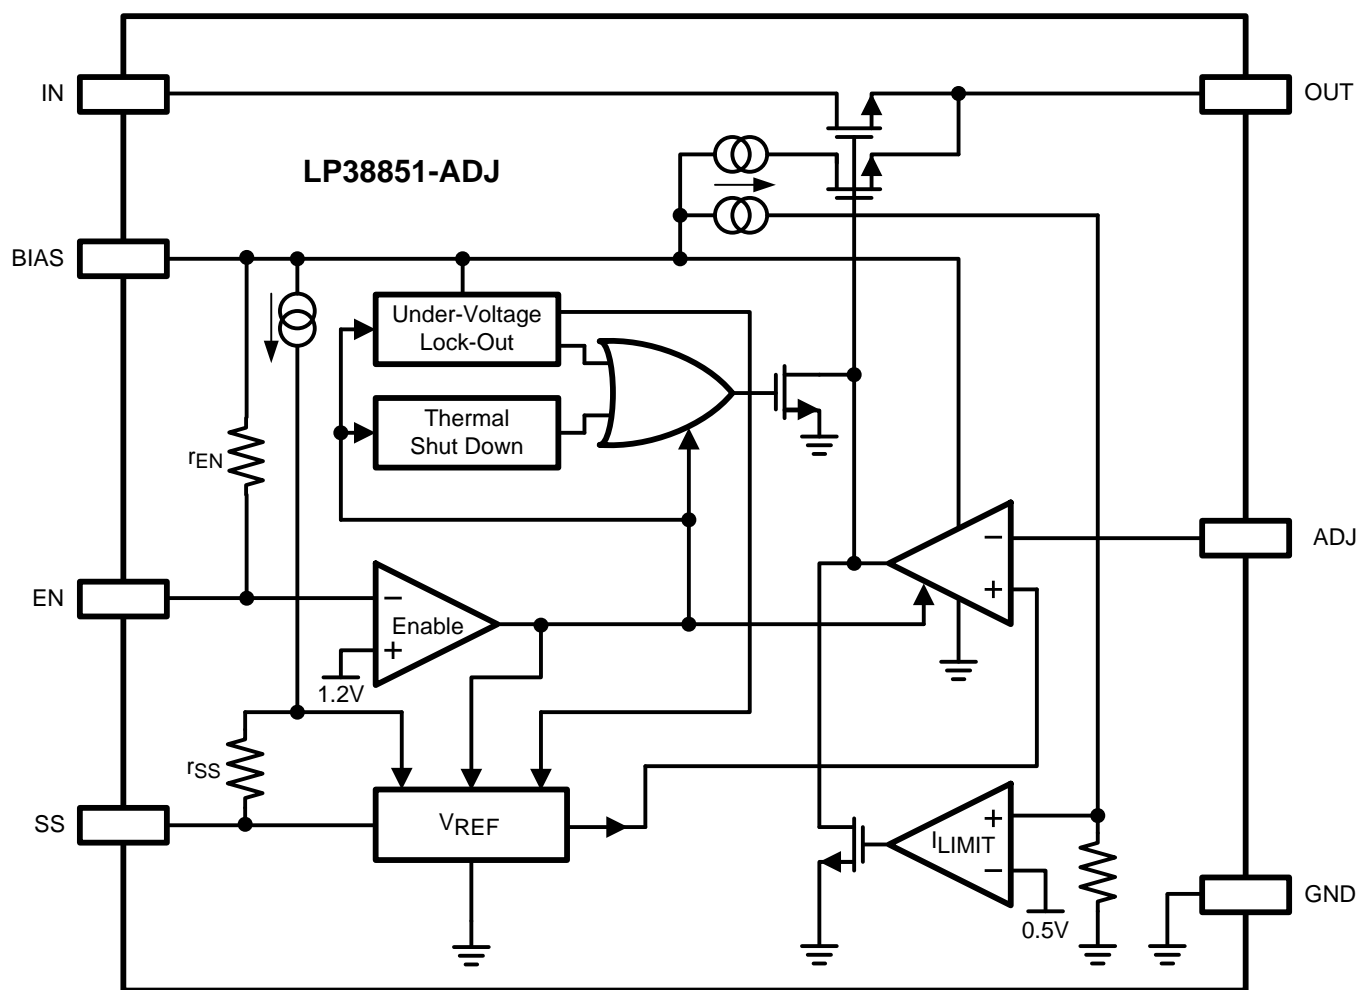 IN
OUT
LP38851-ADJ
BIAS
Under-Voltage
Lock-Out
Thermal
Shut Down
rEN
ADJ
EN
Enable
1.2V
rSS
SS
VREF
ILIMIT
GND
0.5V